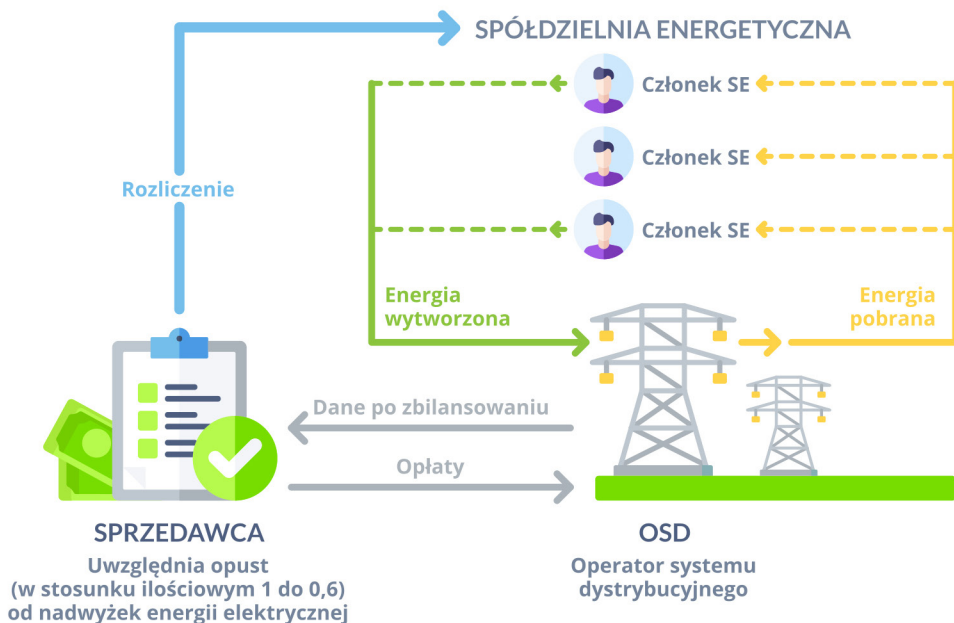 SPÓŁDZIELNIA ENERGETYCZNA
Członek SE
Członek SE
Członek SE
Rozliczenie
Energia
wytworzona
Energia
pobrana
Dane po zbilansowaniu
Opłaty
SPRZEDAWCA
Uwzględnia opust
(w stosunku ilościowym 1 do 0,6)
od nadwyżek energii elektrycznej
OSD
Operator systemu
dystrybucyjnego